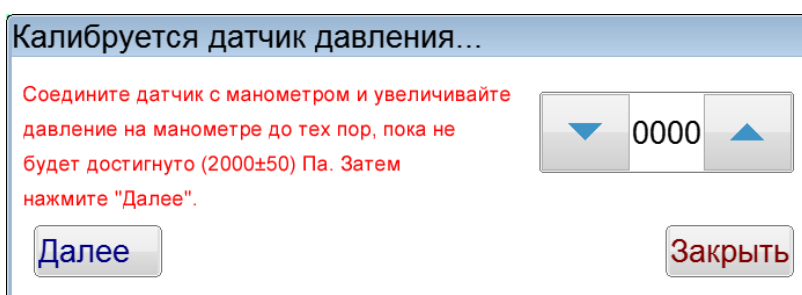 Калибруется датчик давления...
Соедините датчик с манометром и увеличивайте
давление на манометре до тех пор, пока не
будет достигнуто (2000±50) Па. Затем
нажмите "Далее".
0000
Далее
Закрыть